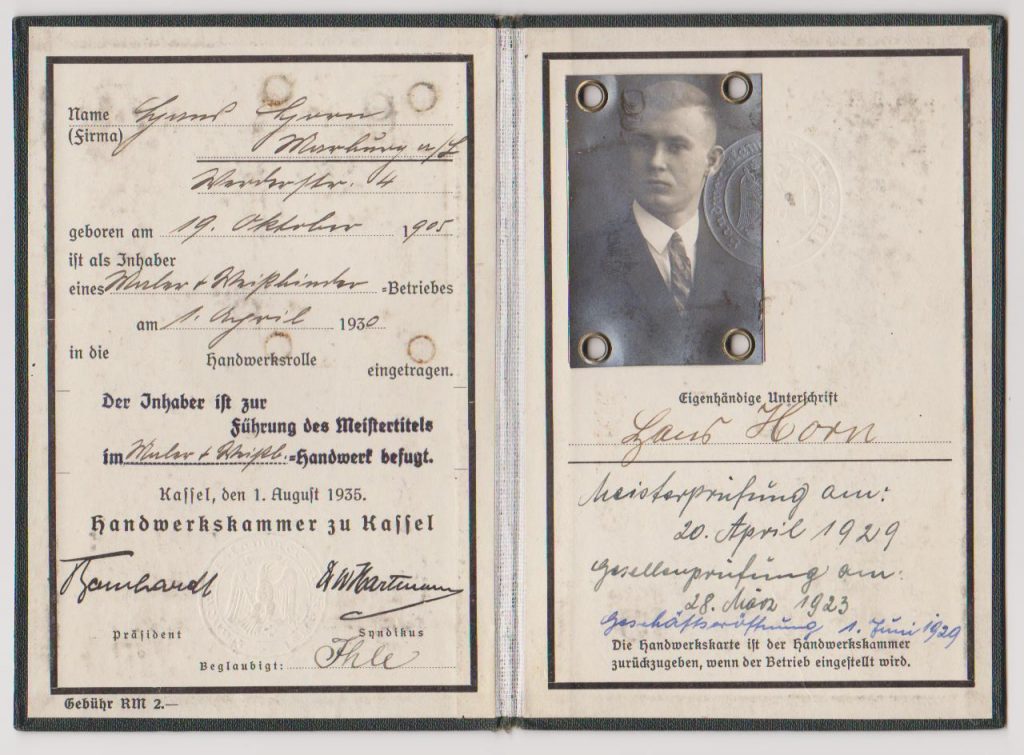 Name Hans Horn
(Firma) Marburg a/L
Werderstr. 4
geboren am 19. Oktober 1905
ist als Inhaber
eines Maler + Weißbinder =Betriebes
am 1. April 1930
in die Handwerksrolle eingetragen.
Der Inhaber ist zur
Führung des Meistertitels
im Maler + Weißb. =Handwerk befugt.
Kassel, den 1. August 1935.
Handwerkskammer zu Kassel
Präsident
Syndikus
Beglaubigt: Ihle
Gebühr RM 2.—
Eigenhändige Unterschrift
Hans Horn
Meisterprüfung am:
20. April 1929
Gesellenprüfung am:
28. März 1923
Geschäftseröffnung 1. Juni 1929
Die Handwerkskarte ist der Handwerkskammer
zurückzugeben, wenn der Betrieb eingestellt wird.